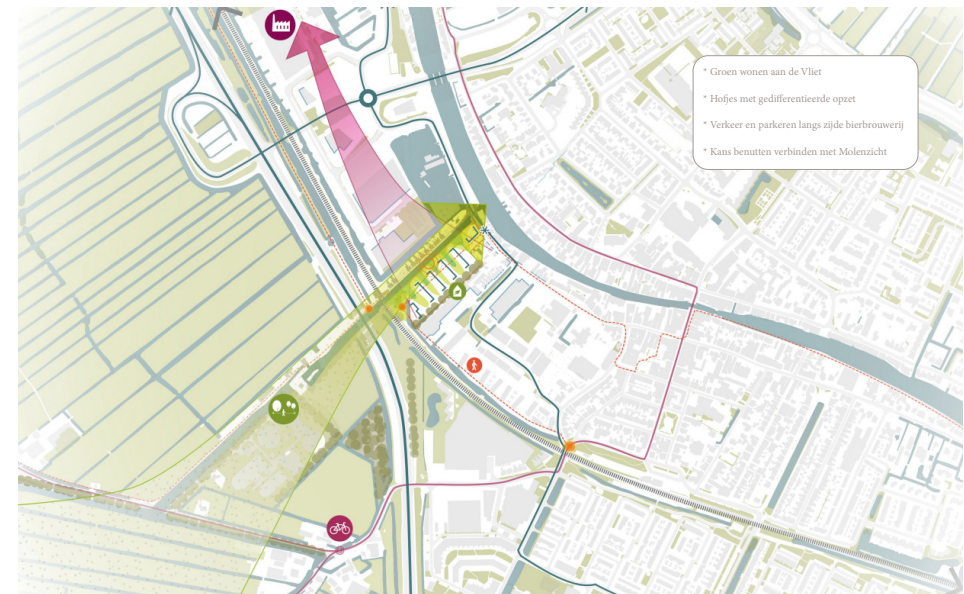 * Groen wonen aan de Vliet
* Hofjes met gedifferentieerde opzet
* Verkeer en parkeren langs zijde bierbrouwerij
* Kans benutten verbinden met Molenzicht